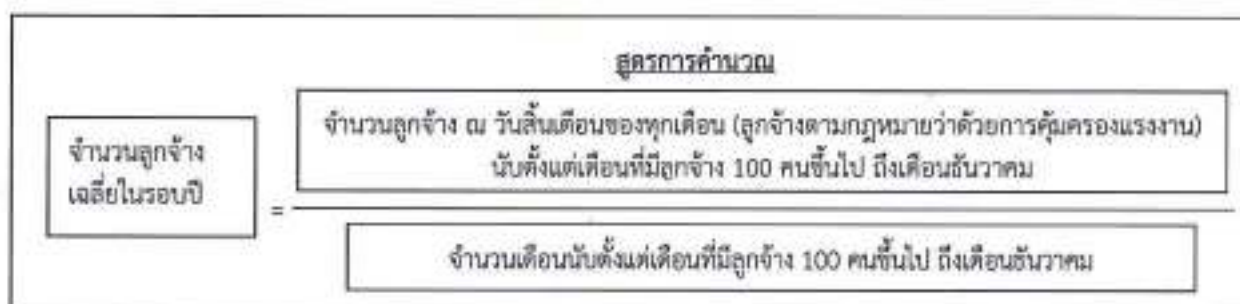 สูตรการคำนวณ
จำนวนลูกจ้าง
เฉลี่ยในรอบปี
=
จำนวนลูกจ้าง ณ วันสิ้นเดือนของทุกเดือน (ลูกจ้างตามกฎหมายว่าด้วยการคุ้มครองแรงงาน)
นับตั้งแต่เดือนที่มีลูกจ้าง 100 คนขึ้นไป ถึงเดือนธันวาคม
จำนวนเดือนนับตั้งแต่เดือนที่มีลูกจ้าง 100 คนขึ้นไป ถึงเดือนธันวาคม